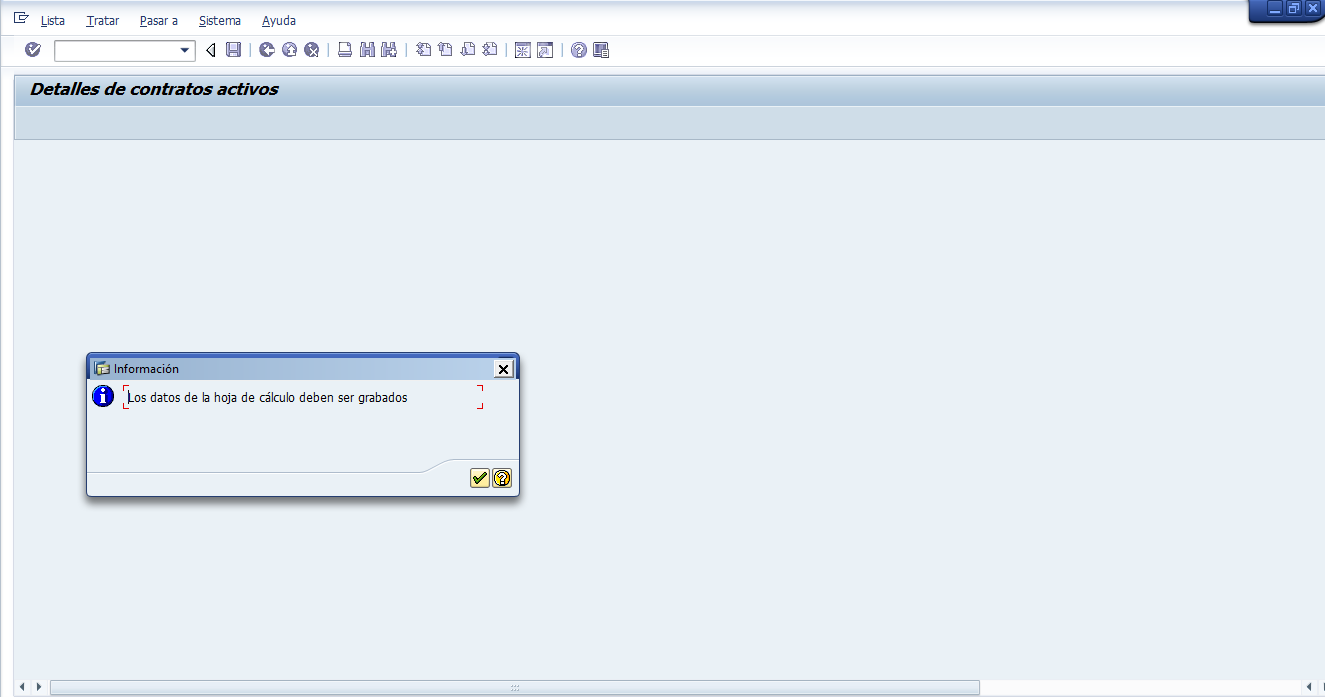 Lista Tratar Pasar a Sistema Ayuda
Detalles de contratos activos
Información
Los datos de la hoja de cálculo deben ser grabados